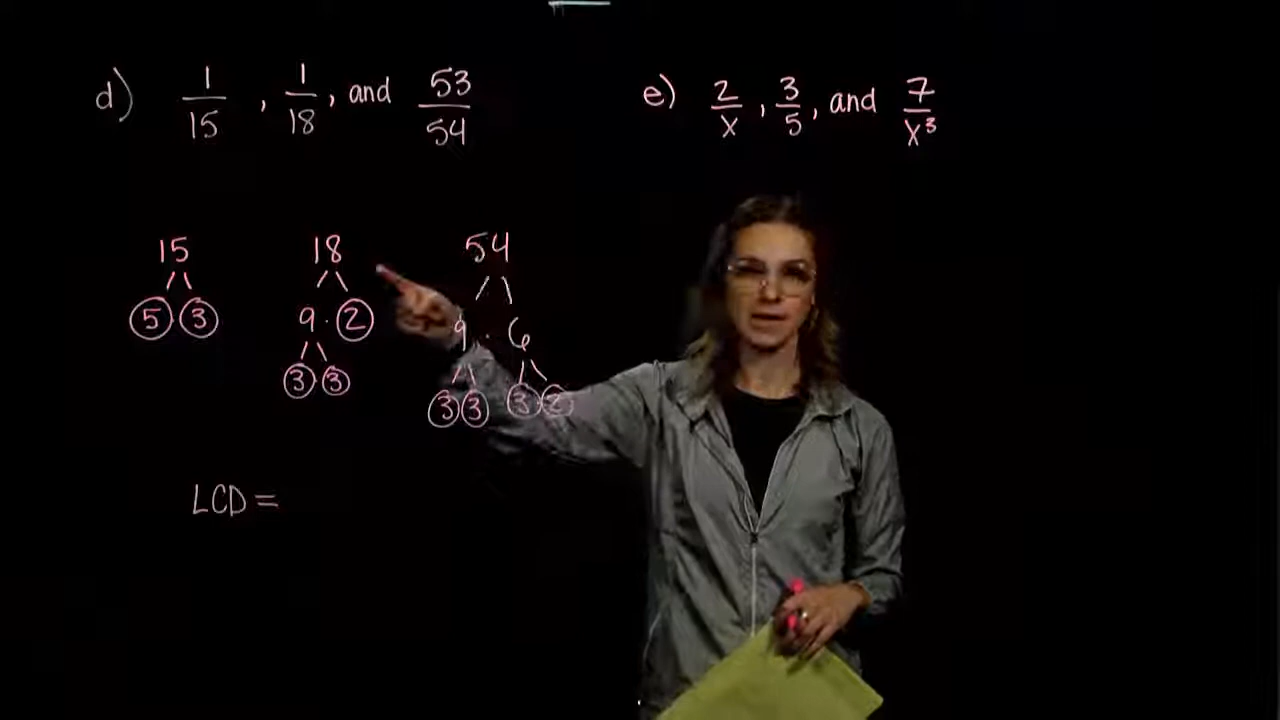 d) 1/15, 1/18, and 53/54
e) 2/x, 3/5, and 7/x³
15 18 54
5 · 3 9 · 2 9 · 6
3 · 3 3 · 3 3 · 2
LCD =